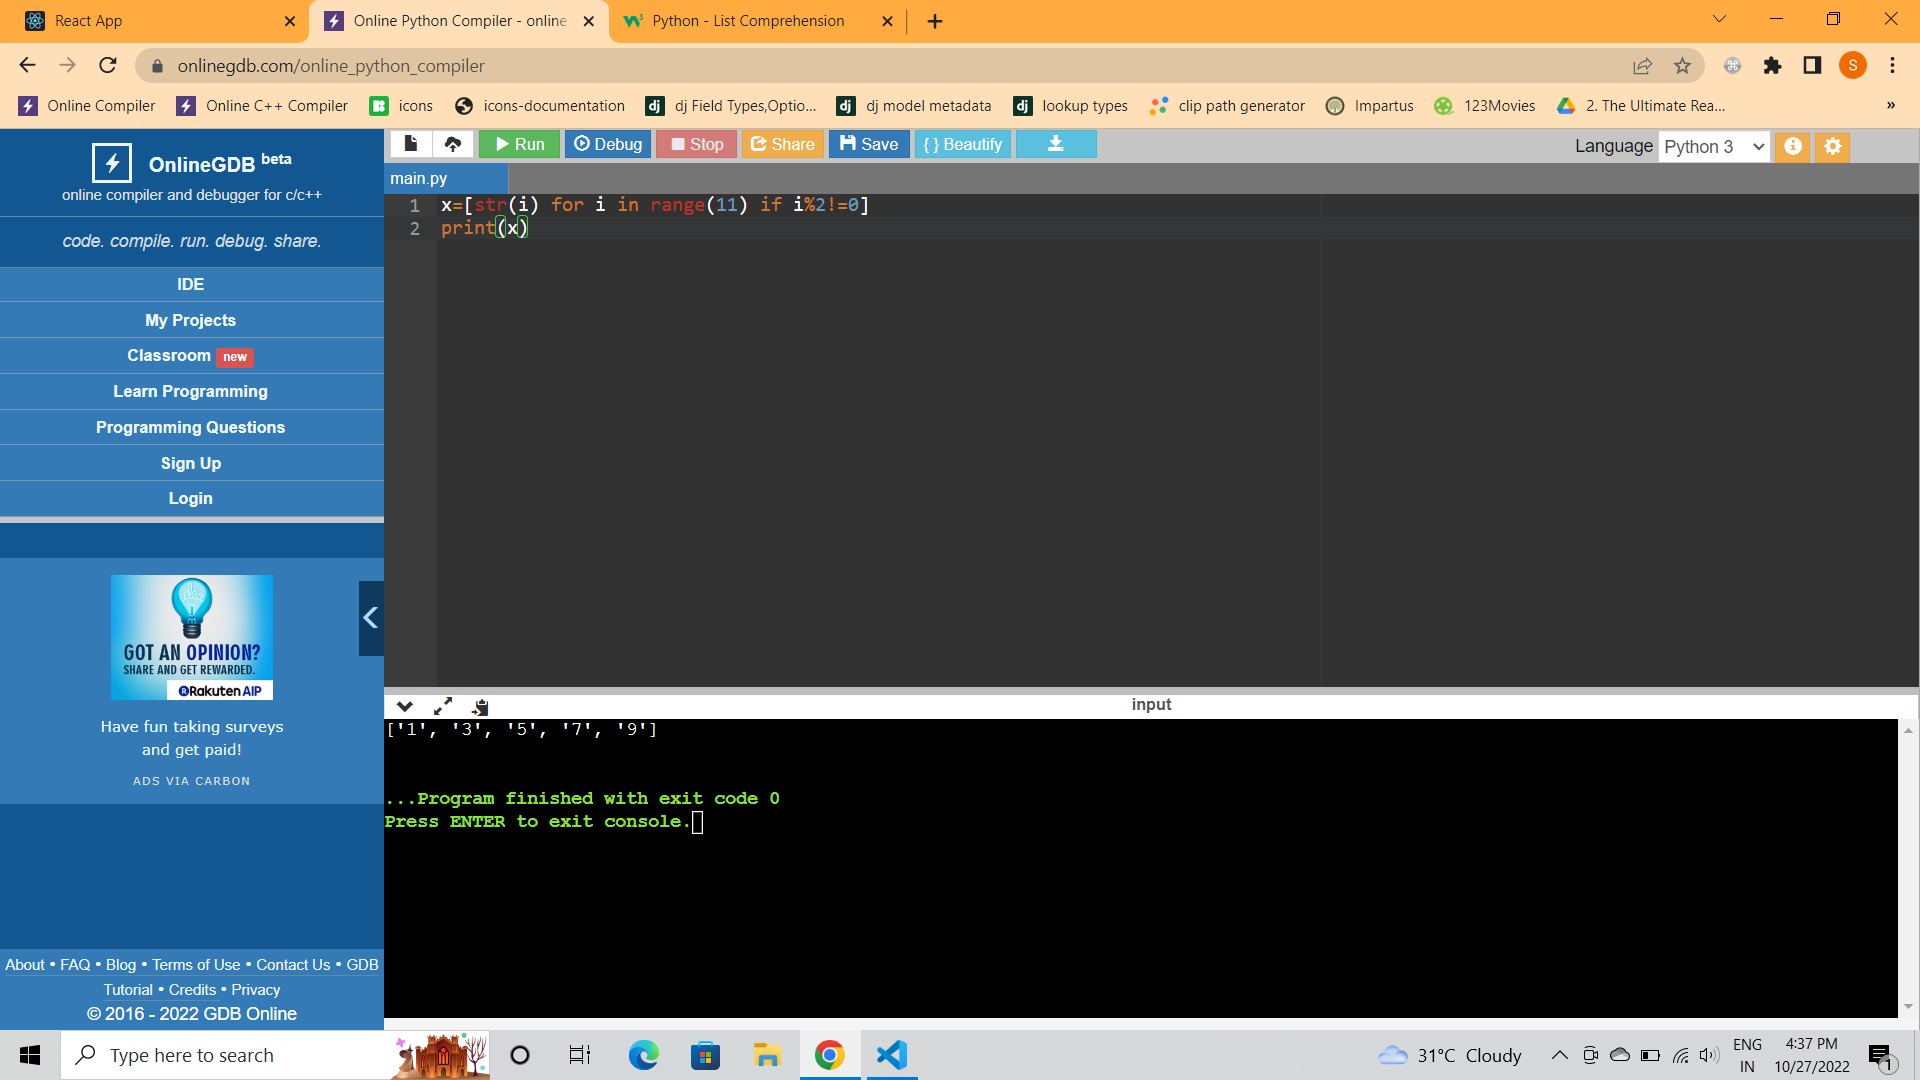 React App
Online Python Compiler - online
Python - List Comprehension
onlinegdb.com/online_python_compiler
S
Online Compiler
Online C++ Compiler
icons
icons-documentation
dj dj Field Types,Optio...
dj dj model metadata
dj lookup types
clip path generator
Impartus
123Movies
2. The Ultimate Rea...
»
OnlineGDB beta
online compiler and debugger for c/c++
code. compile. run. debug. share.
IDE
My Projects
Classroom new
Learn Programming
Programming Questions
Sign Up
Login
idea
GOT AN OPINION?
SHARE AND GET REWARDED.
Rakuten AIP
Have fun taking surveys
and get paid!
ADS VIA CARBON
About • FAQ • Blog • Terms of Use • Contact Us • GDB
Tutorial • Credits • Privacy
© 2016 - 2022 GDB Online
Run
Debug
Stop
Share
Save
{ } Beautify
Language Python 3
main.py
1 x=[str(i) for i in range(11) if i%2!=0]
2 print(x)
input
['1', '3', '5', '7', '9']
...Program finished with exit code 0
Press ENTER to exit console.
Type here to search
31°C Cloudy
ENG
IN
4:37 PM
10/27/2022
1